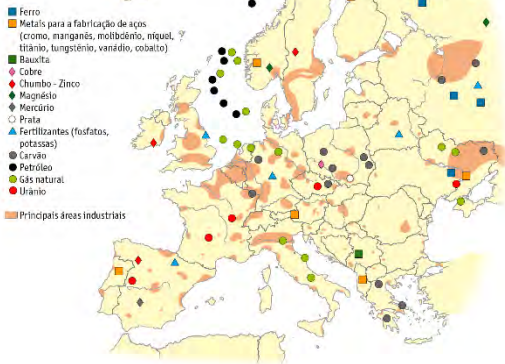 Ferro
Metais para a fabricação de aços
(cromo, manganês, molibdênio, níquel,
titânio, tungstênio, vanádio, cobalto)
Bauxita
Cobre
Chumbo - Zinco
Magnésio
Mercúrio
Prata
Fertilizantes (fosfatos,
potassas)
Carvão
Petróleo
Gás natural
Urânio
Principais áreas industriais